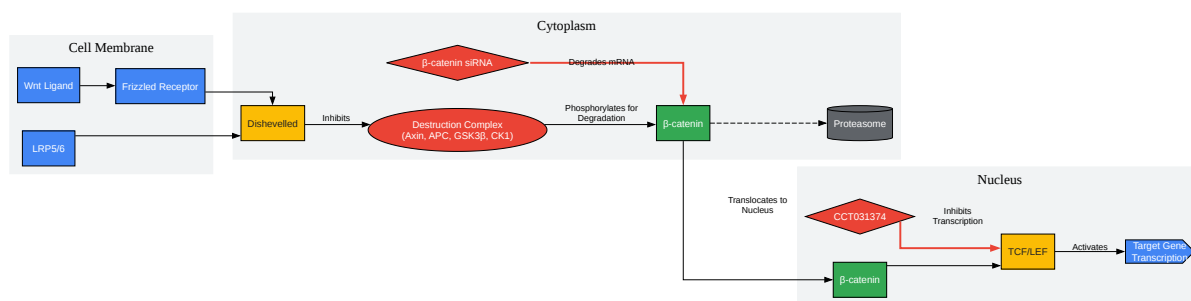 Cytoplasm
Cell Membrane
β-catenin siRNA
Degrades mRNA
Wnt Ligand
Frizzled Receptor
Phosphorylates for
Degradation
Dishevelled
Inhibits
Destruction Complex
(Axin, APC, GSK3β, CK1)
β-catenin
Proteasome
LRP5/6
Nucleus
Translocates to
Nucleus
CCT031374
Inhibits
Transcription
TCF/LEF
Activates
Target Gene
Transcription
β-catenin